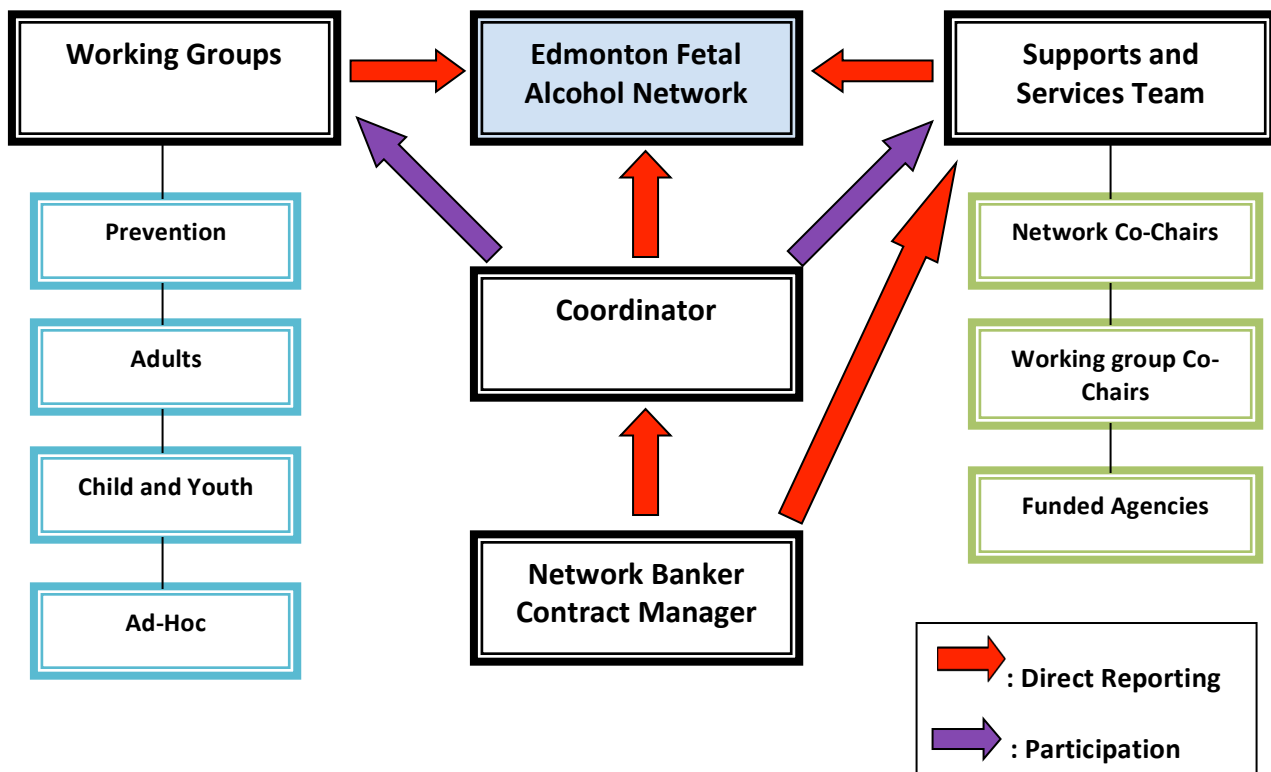 Working Groups
Edmonton Fetal
Alcohol Network
Supports and
Services Team
Prevention
Adults
Child and Youth
Ad-Hoc
Coordinator
Network Banker
Contract Manager
Network Co-Chairs
Working group Co-
Chairs
Funded Agencies
: Direct Reporting
: Participation